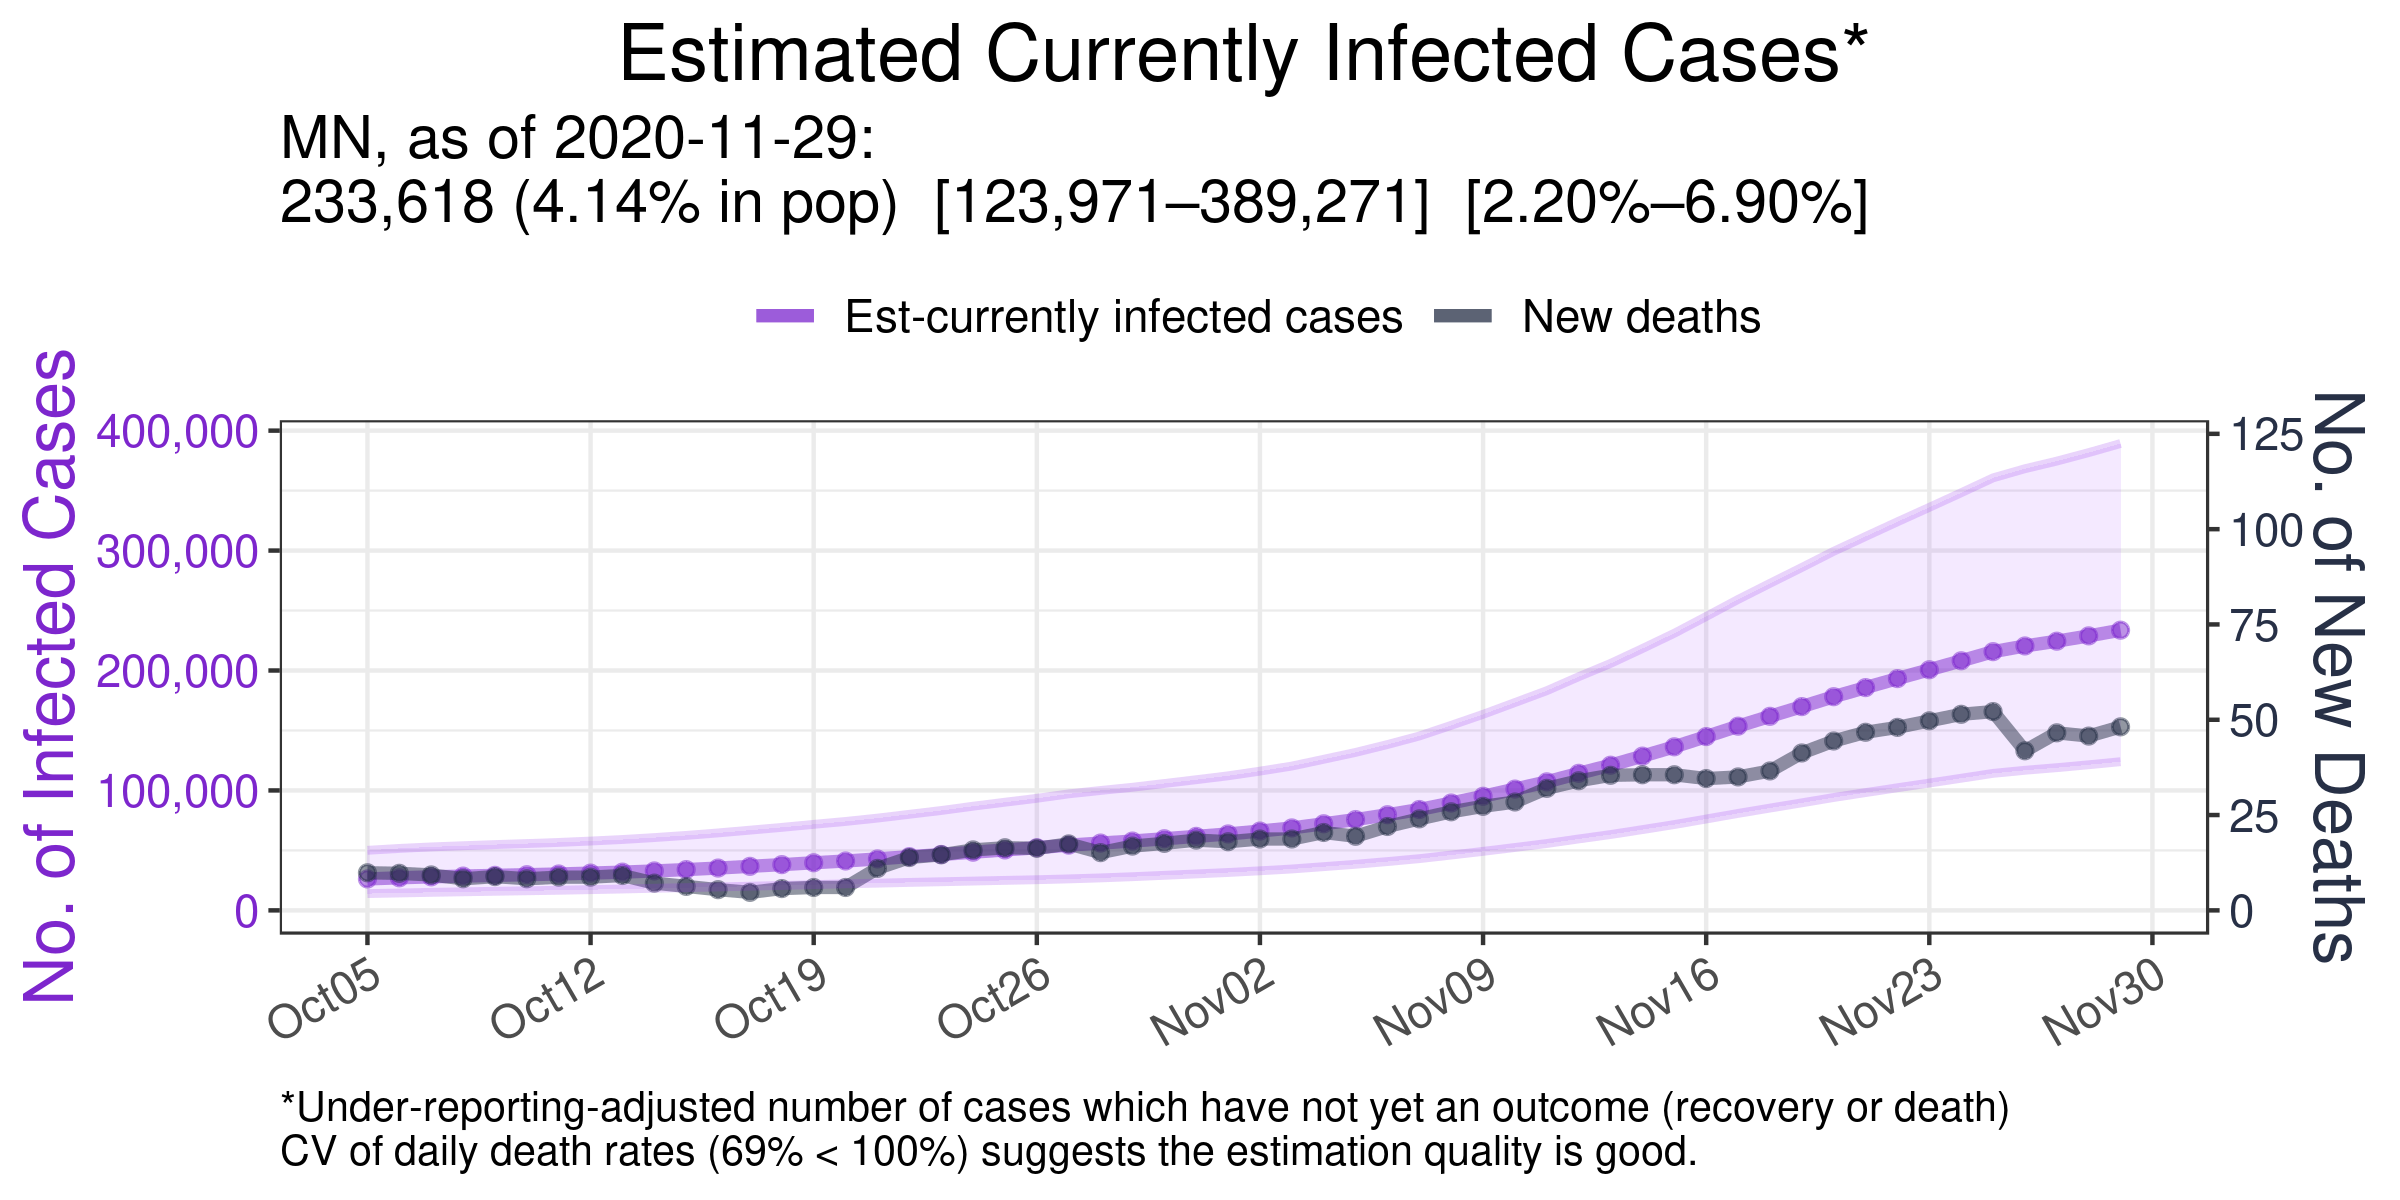 Estimated Currently Infected Cases*
MN, as of 2020-11-29:
233,618 (4.14% in pop)  [123,971–389,271]  [2.20%–6.90%]
Est-currently infected cases
New deaths
No. of Infected Cases
400,000
300,000
200,000
100,000
0
125
100
75
50
25
0
No. of New Deaths
Oct05
Oct12
Oct19
Oct26
Nov02
Nov09
Nov16
Nov23
Nov30
*Under-reporting-adjusted number of cases which have not yet an outcome (recovery or death)
CV of daily death rates (69% < 100%) suggests the estimation quality is good.